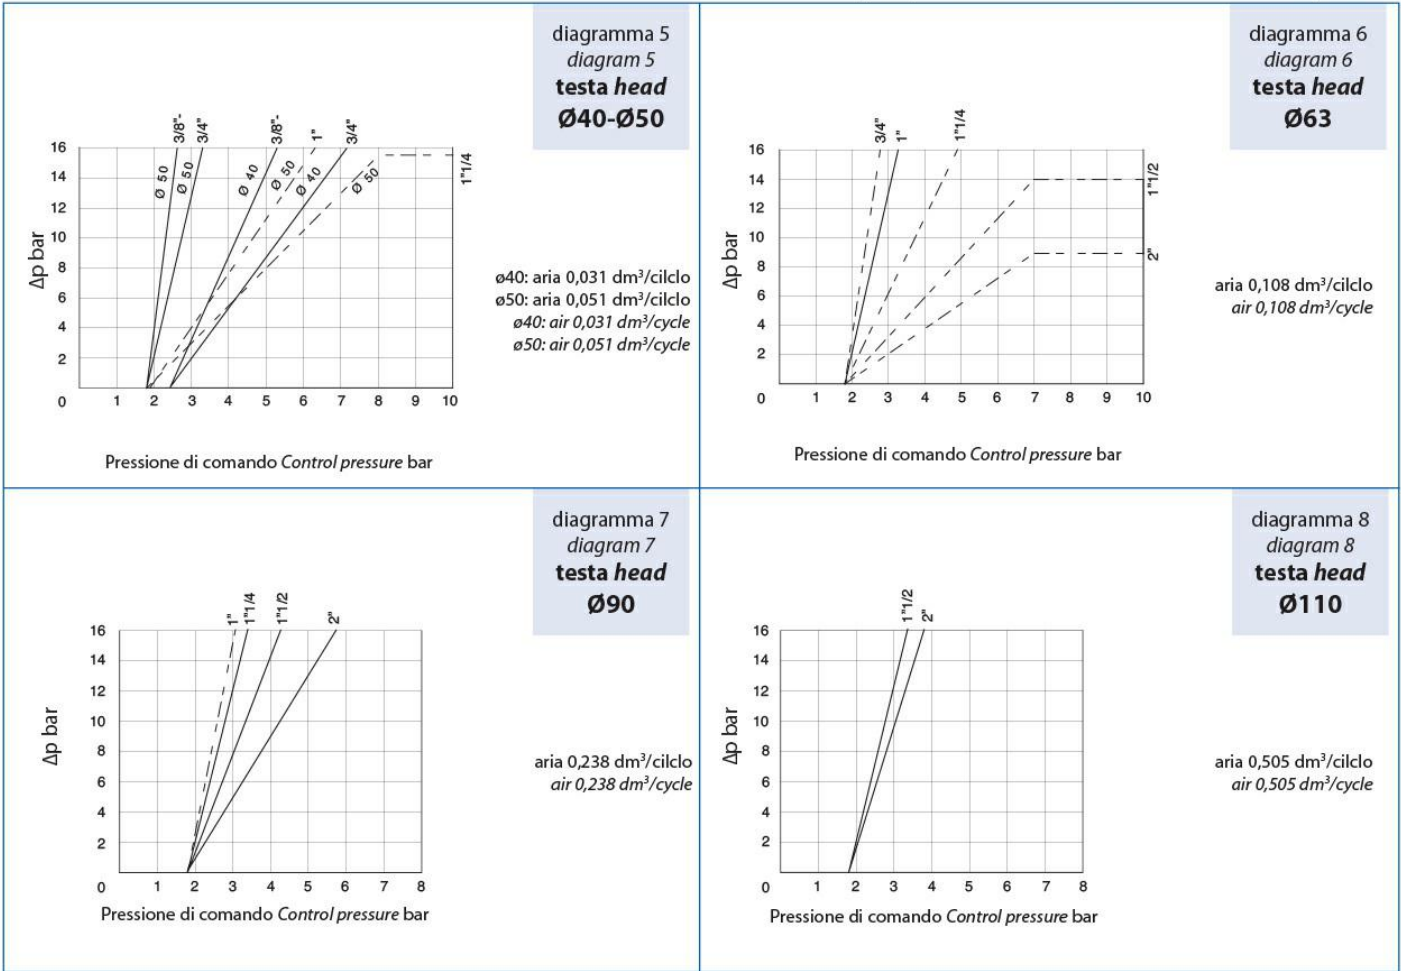 diagramma 5
diagram 5
testa head
Ø40-Ø50
3/8"- 3/4" 3/8"- 1" 3/4"
1"1/4
Ø 50 Ø 50 Ø 40 Ø 50 Ø 40 Ø 50
16
14
12
10
8
6
4
2
0 1 2 3 4 5 6 7 8 9 10
Δp bar
Pressione di comando Control pressure bar
ø40: aria 0,031 dm³/cilclo
ø50: aria 0,051 dm³/cilclo
ø40: air 0,031 dm³/cycle
ø50: air 0,051 dm³/cycle
diagramma 6
diagram 6
testa head
Ø63
3/4" 1" 1"1/4
1"1/2
2"
16
14
12
10
8
6
4
2
0 1 2 3 4 5 6 7 8 9 10
Δp bar
Pressione di comando Control pressure bar
aria 0,108 dm³/cilclo
air 0,108 dm³/cycle
diagramma 7
diagram 7
testa head
Ø90
1" 1"1/4 1"1/2 2"
16
14
12
10
8
6
4
2
0 1 2 3 4 5 6 7 8
Δp bar
Pressione di comando Control pressure bar
aria 0,238 dm³/cilclo
air 0,238 dm³/cycle
diagramma 8
diagram 8
testa head
Ø110
1"1/2 2"
16
14
12
10
8
6
4
2
0 1 2 3 4 5 6 7 8
Δp bar
Pressione di comando Control pressure bar
aria 0,505 dm³/cilclo
air 0,505 dm³/cycle